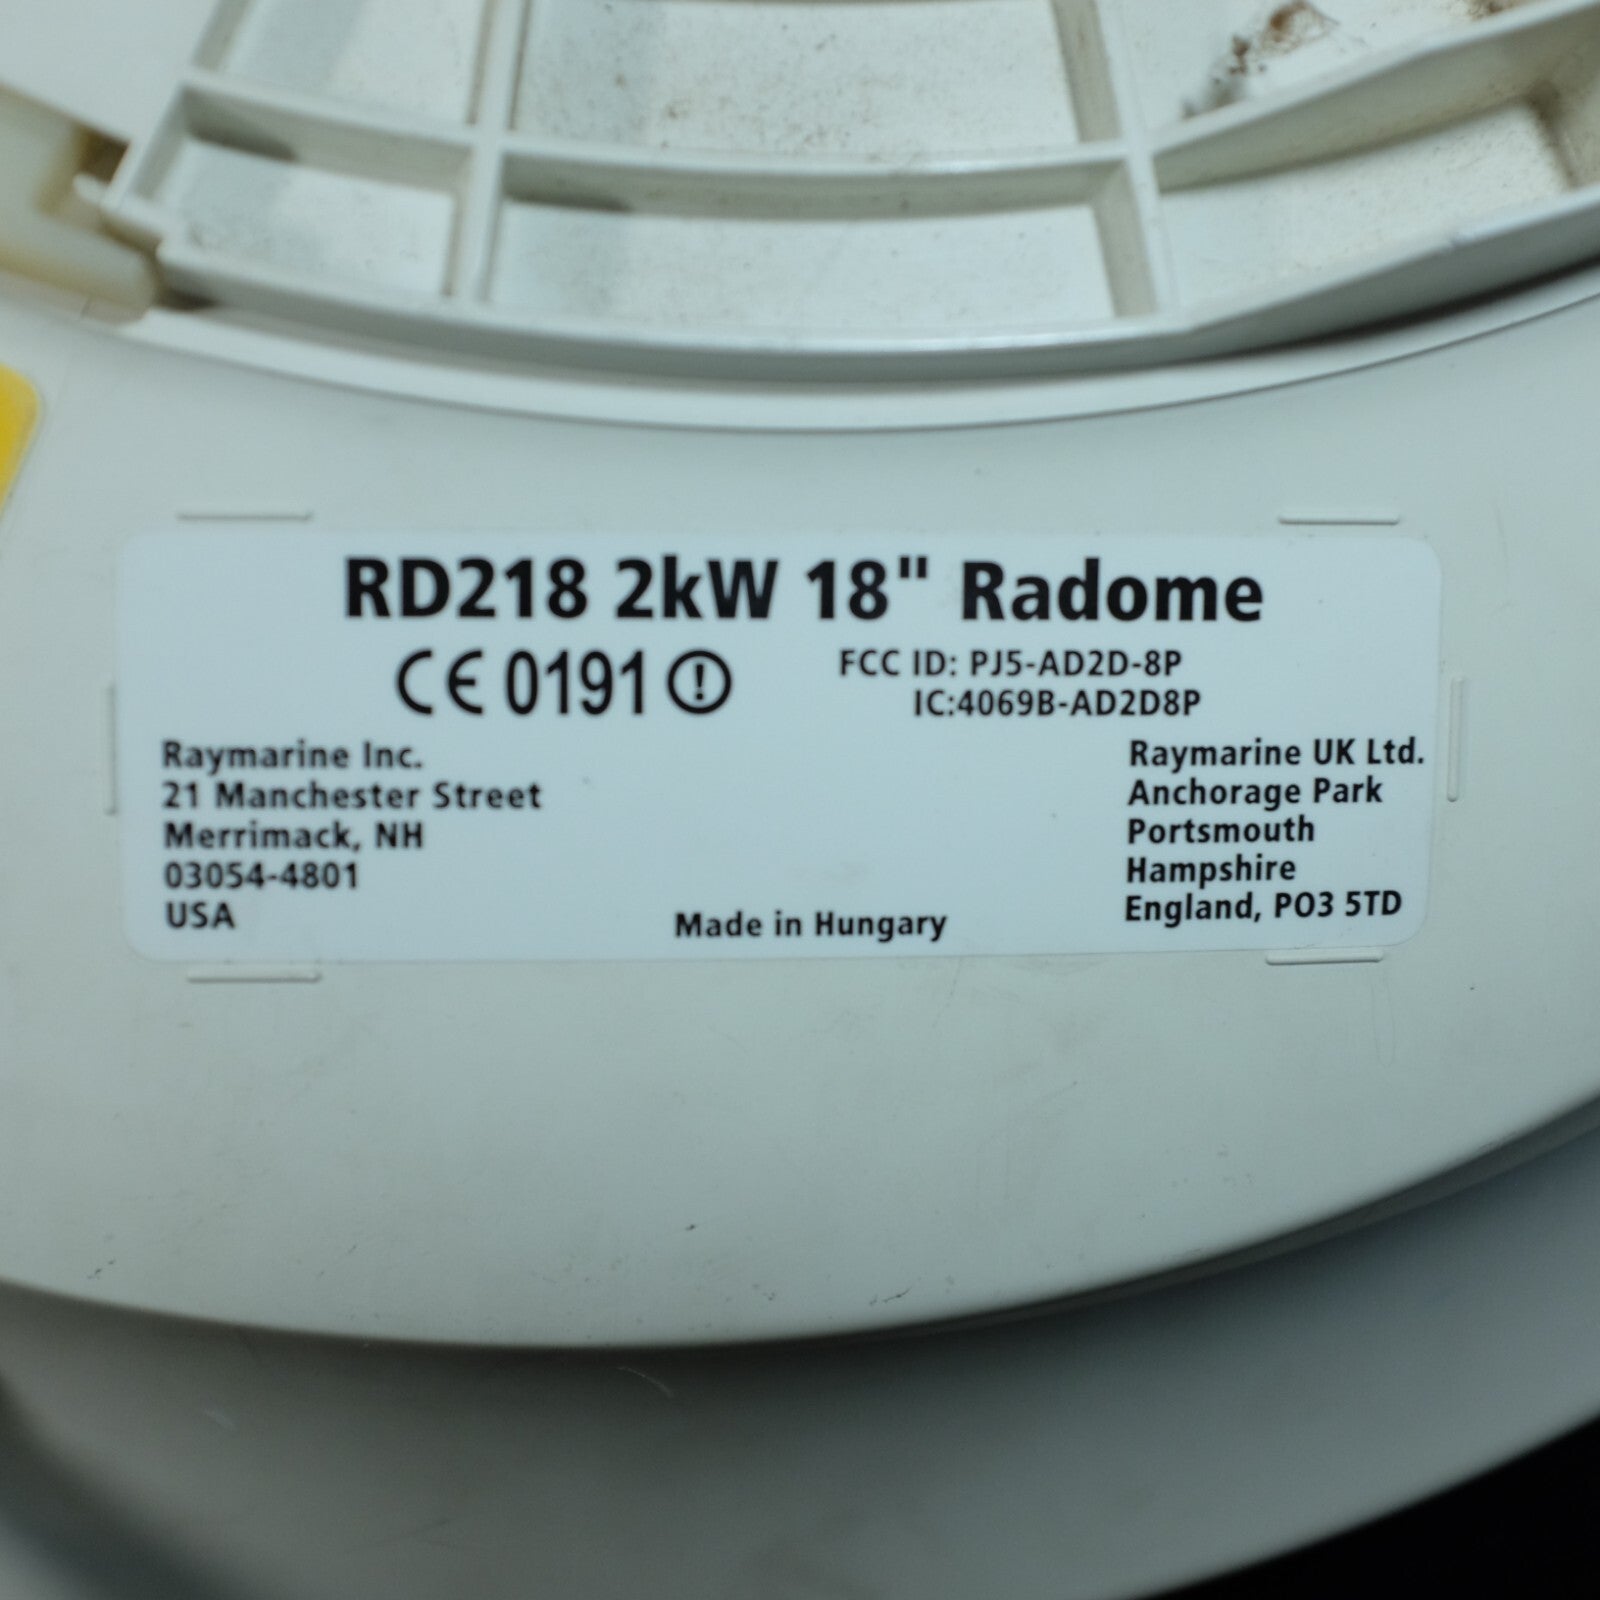 RD218 2kW 18" Radome
CE 0191
FCC ID: PJ5-AD2D-8P
IC:4069B-AD2D8P
Raymarine Inc.
21 Manchester Street
Merrimack, NH
03054-4801
USA
Made in Hungary
Raymarine UK Ltd.
Anchorage Park
Portsmouth
Hampshire
England, PO3 5TD